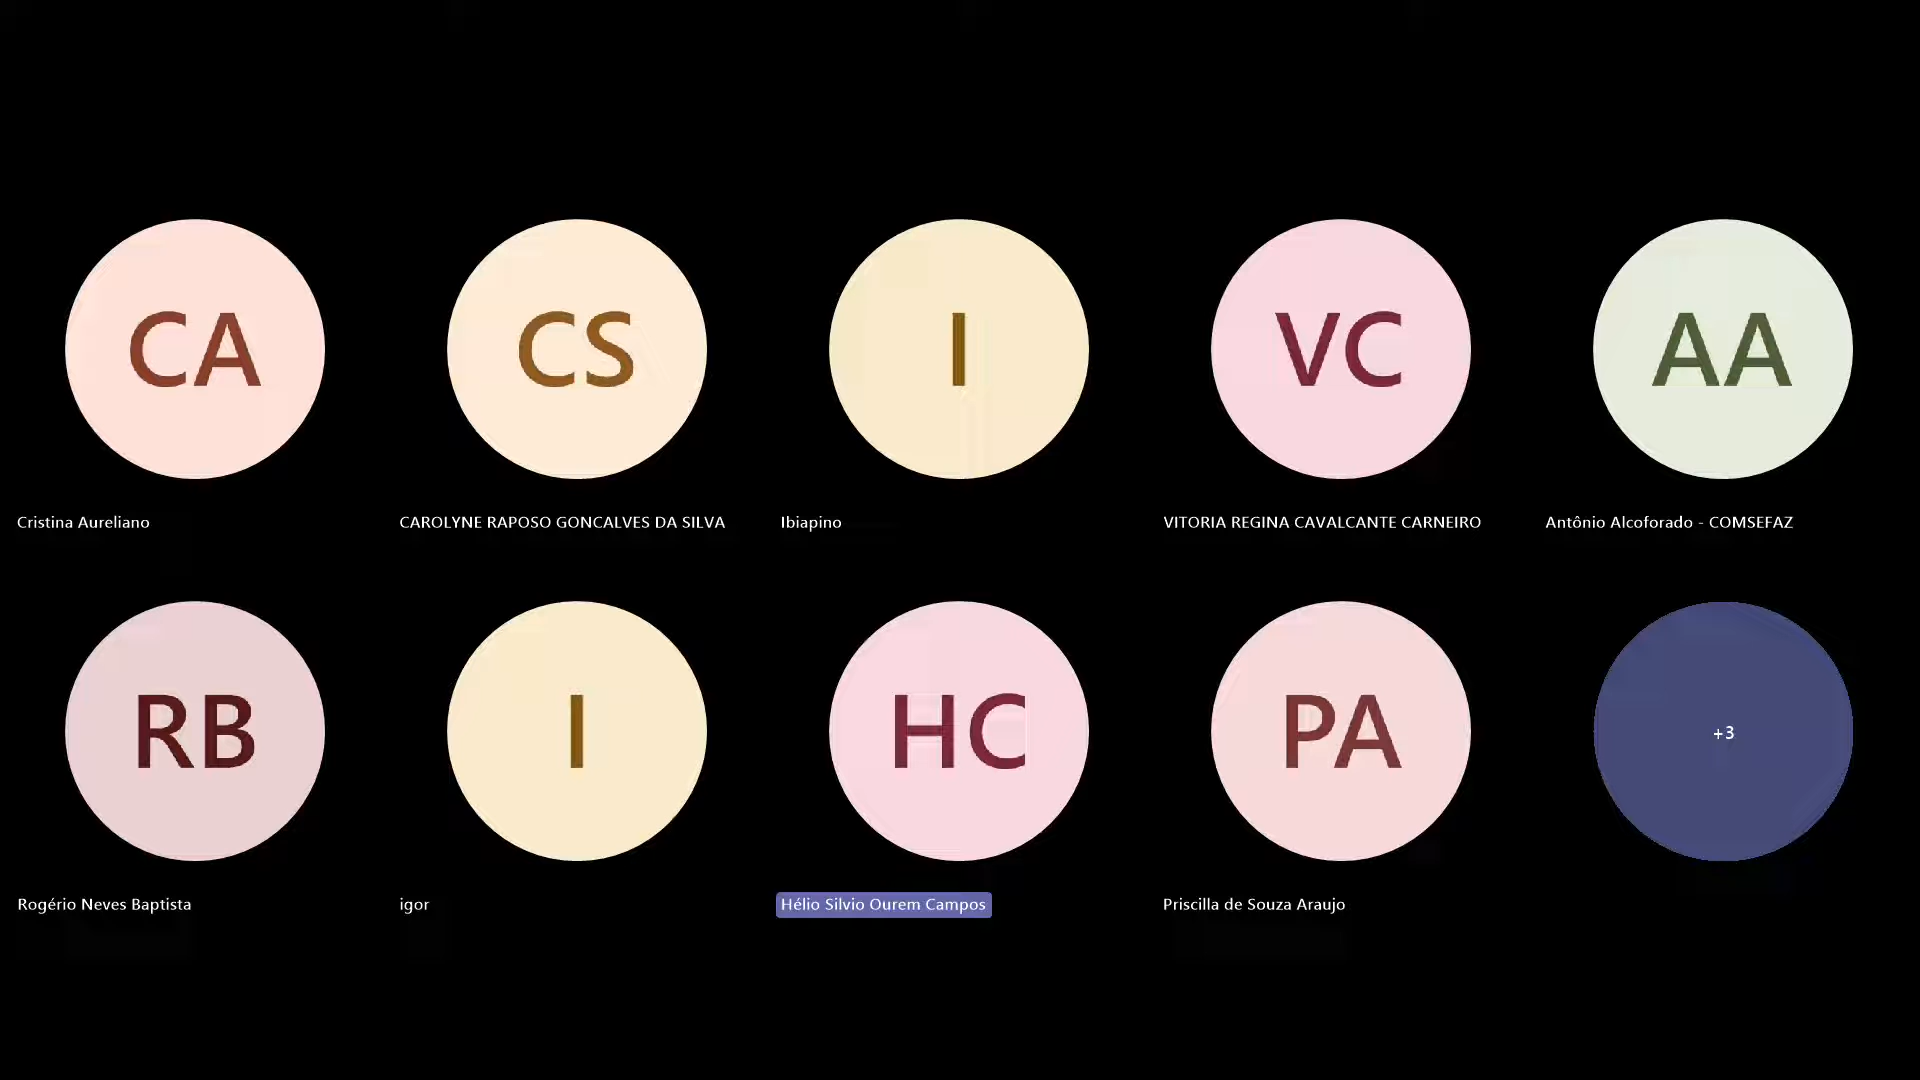 CA
CS
I
VC
AA
Cristina Aureliano
CAROLYNE RAPOSO GONCALVES DA SILVA
Ibiapino
VITORIA REGINA CAVALCANTE CARNEIRO
Antônio Alcoforado - COMSEFAZ
RB
I
HC
PA
+3
Rogério Neves Baptista
igor
Hélio Silvio Ourem Campos
Priscilla de Souza Araujo